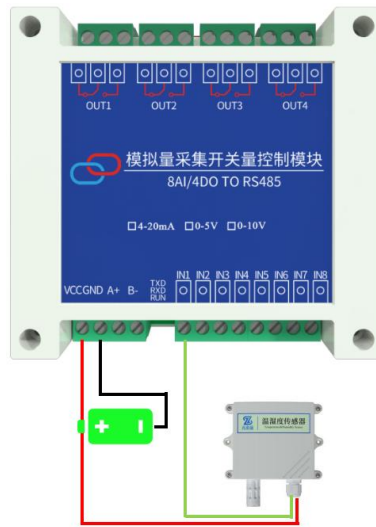 OUT1 OUT2 OUT3 OUT4
模拟量采集开关量控制模块
8AI/4DO TO RS485
□4-20mA □0-5V □0-10V
IN1 IN2 IN3 IN4 IN5 IN6 IN7 IN8
TXD
RXD
RUN
VCC GND A+ B-
+ -
温湿度传感器